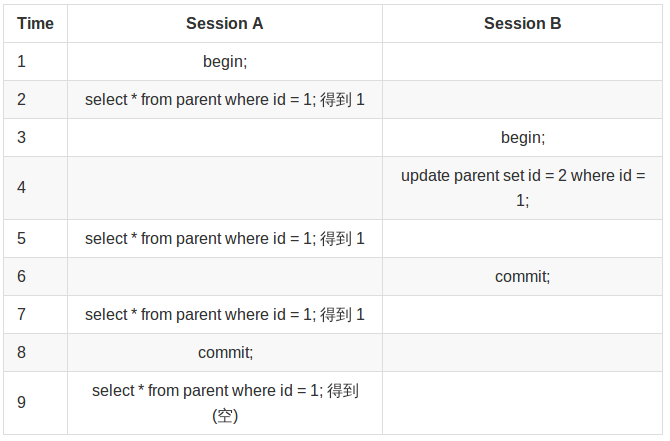 Time Session A Session B
1 begin;
2 select * from parent where id = 1; 得到 1
3 begin;
4 update parent set id = 2 where id =
1;
5 select * from parent where id = 1; 得到 1
6 commit;
7 select * from parent where id = 1; 得到 1
8 commit;
9 select * from parent where id = 1; 得到
(空)